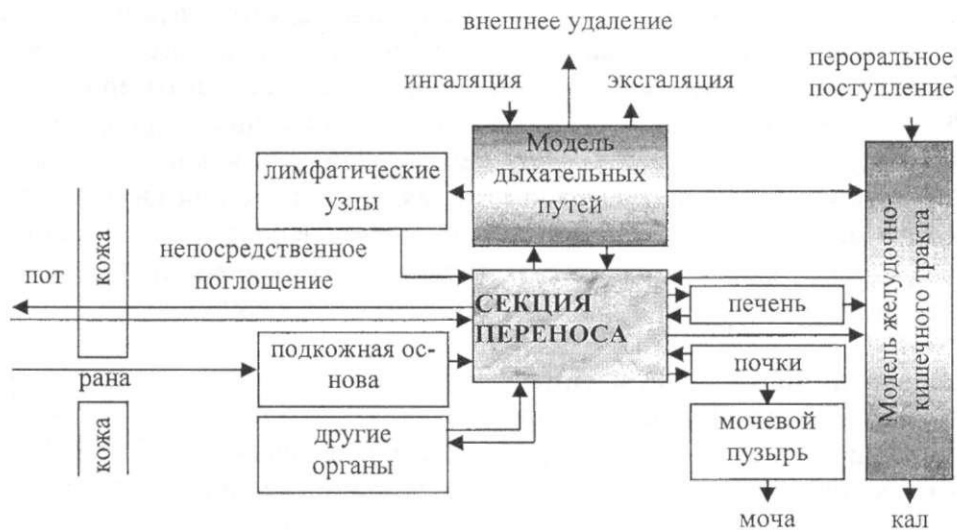 внешнее удаление
ингаляция
эксгаляция
пероральное
поступление
Модель
дыхательных
путей
лимфатические
узлы
кожа
непосредственное
поглощение
пот
СЕКЦИЯ
ПЕРЕНОСА
печень
Модель желудочно-
кишечного тракта
подкожная ос-
нова
почки
рана
кожа
другие
органы
мочевой
пузырь
моча
кал